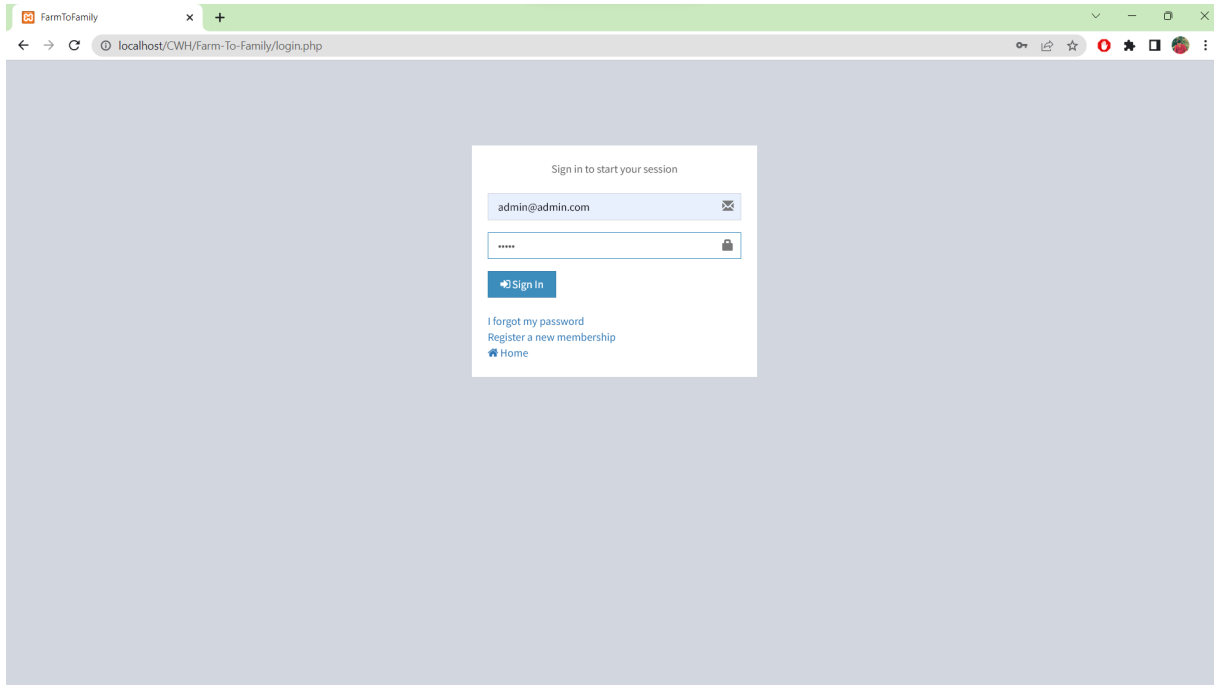 FarmToFamily
localhost/CWH/Farm-To-Family/login.php
Sign in to start your session
admin@admin.com
•••••
Sign In
I forgot my password
Register a new membership
Home